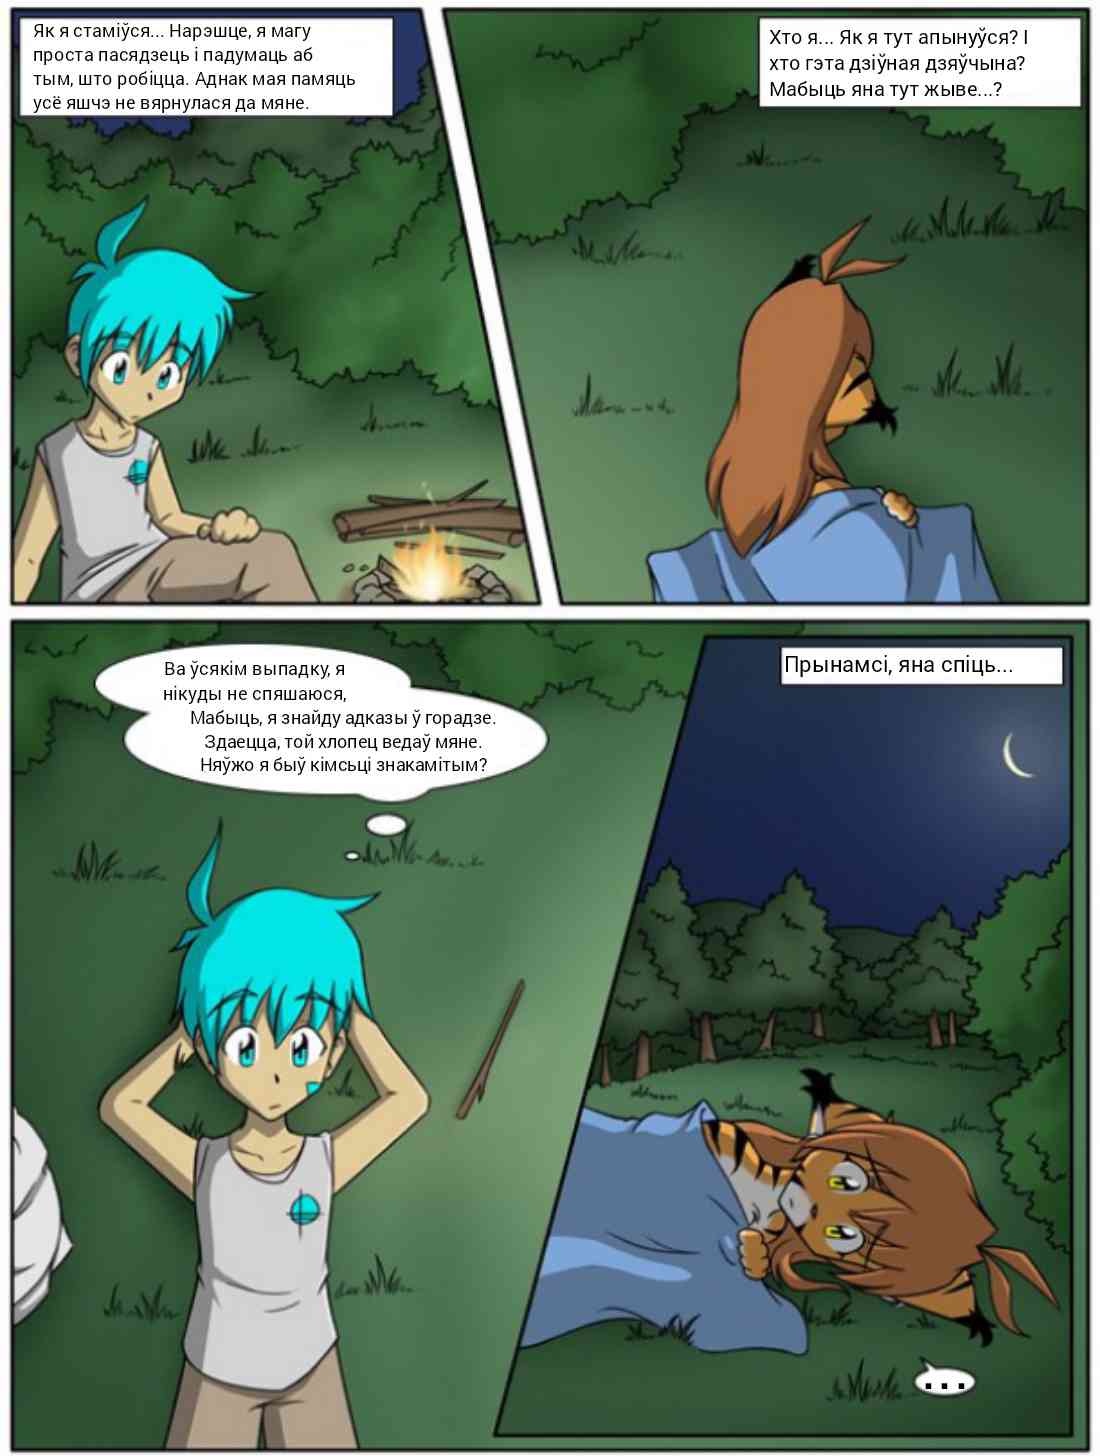 Як я стаміўся... Нарэшце, я магу
проста пасядзець і падумаць аб
тым, што робіцца. Аднак мая памяць
усё яшчэ не вярнулася да мяне.
Хто я... Як я тут апынуўся? І
хто гэта дзіўная дзяўчына?
Мабыць яна тут жыве...?
Ва ўсякім выпадку, я
нікуды не спяшаюся,
Мабыць, я знайду адказы ў горадзе.
Здаецца, той хлопец ведаў мяне.
Няўжо я быў кімсьці знакамітым?
Прынамсі, яна спіць...
...